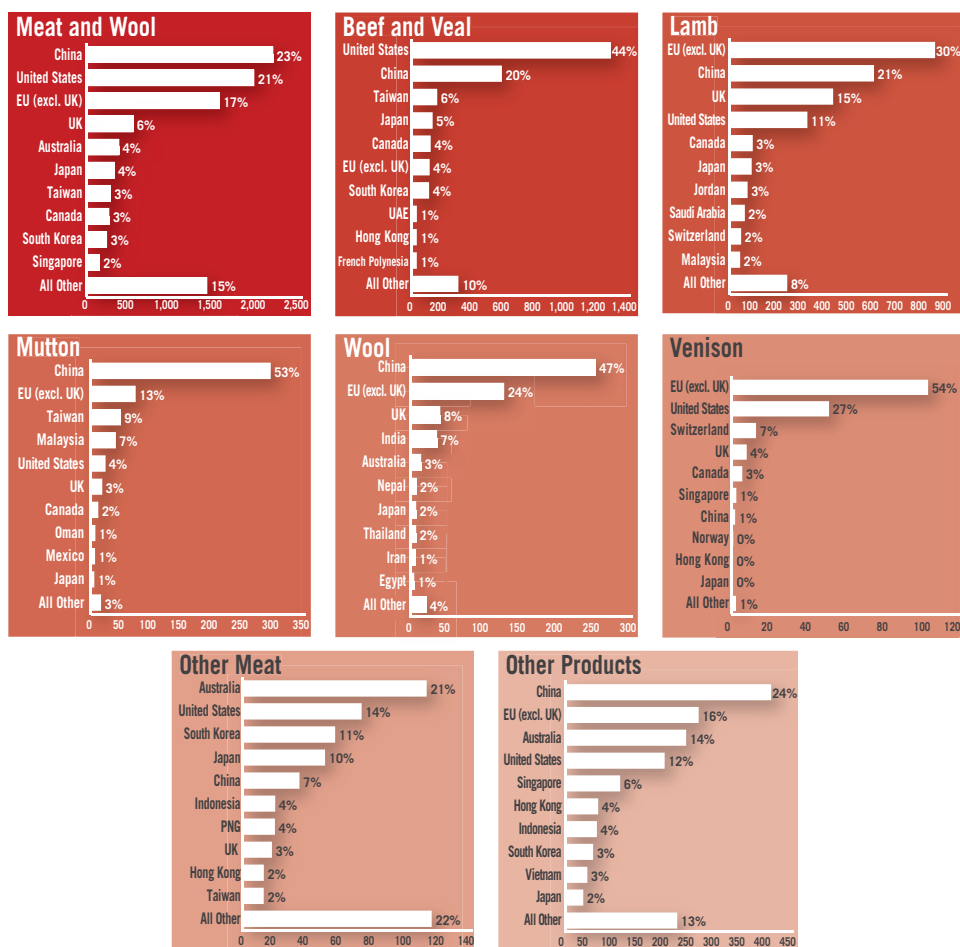 Meat and Wool
China 23%
United States 21%
EU (excl. UK) 17%
UK 6%
Australia 4%
Japan 4%
Taiwan 3%
Canada 3%
South Korea 3%
Singapore 2%
All Other 15%
0 500 1,000 1,500 2,000 2,500
Beef and Veal
United States 44%
China 20%
Taiwan 6%
Japan 5%
Canada 4%
EU (excl. UK) 4%
South Korea 4%
UAE 1%
Hong Kong 1%
French Polynesia 1%
All Other 10%
0 200 400 600 800 1,000 1,200 1,400
Lamb
EU (excl. UK) 30%
China 21%
UK 15%
United States 11%
Canada 3%
Japan 3%
Jordan 3%
Saudi Arabia 2%
Switzerland 2%
Malaysia 2%
All Other 8%
0 100 200 300 400 500 600 700 800 900
Mutton
China 53%
EU (excl. UK) 13%
Taiwan 9%
Malaysia 7%
United States 4%
UK 3%
Canada 2%
Oman 1%
Mexico 1%
Japan 1%
All Other 3%
0 50 100 150 200 250 300 350
Wool
China 47%
EU (excl. UK) 24%
UK 8%
India 7%
Australia 3%
Nepal 2%
Japan 2%
Thailand 2%
Iran 1%
Egypt 1%
All Other 4%
0 50 100 150 200 250 300
Venison
EU (excl. UK) 54%
United States 27%
Switzerland 7%
UK 4%
Canada 3%
Singapore 1%
China 1%
Norway 0%
Hong Kong 0%
Japan 0%
All Other 1%
0 20 40 60 80 100 120
Other Meat
Australia 21%
United States 14%
South Korea 11%
Japan 10%
China 7%
Indonesia 4%
PNG 4%
UK 3%
Hong Kong 2%
Taiwan 2%
All Other 22%
0 20 40 60 80 100 120 140
Other Products
China 24%
EU (excl. UK) 16%
Australia 14%
United States 12%
Singapore 6%
Hong Kong 4%
Indonesia 4%
South Korea 3%
Vietnam 3%
Japan 2%
All Other 13%
0 50 100 150 200 250 300 350 400 450